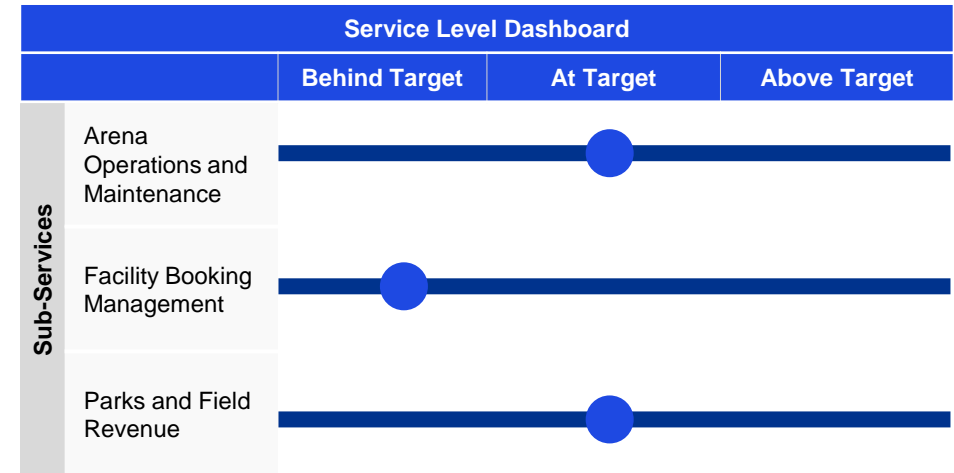 Service Level Dashboard
Behind Target
At Target
Above Target
Sub-Services
Arena
Operations and
Maintenance
Facility Booking
Management
Parks and Field
Revenue